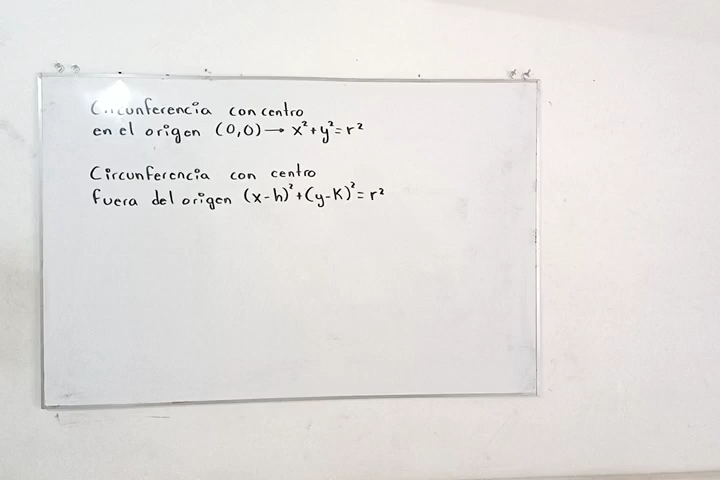 Circunferencia con centro
en el origen (0,0) → x²+y²=r²
Circunferencia con centro
fuera del origen (x-h)²+(y-K)²=r²